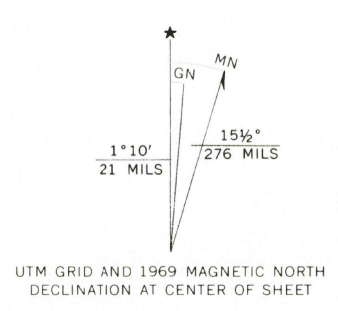 ★
MN
GN
1°10′
21 MILS
15½°
276 MILS
UTM GRID AND 1969 MAGNETIC NORTH
DECLINATION AT CENTER OF SHEET